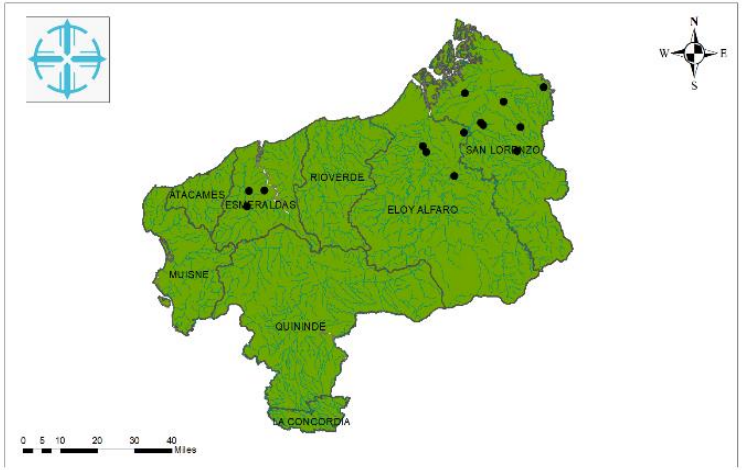 N
W E
S
SAN LORENZO
RIOVERDE
ATACAMES
ESMERALDAS
ELOY ALFARO
MUISNE
QUININDE
LA CONCORDIA
0 5 10 20 30 40
Miles